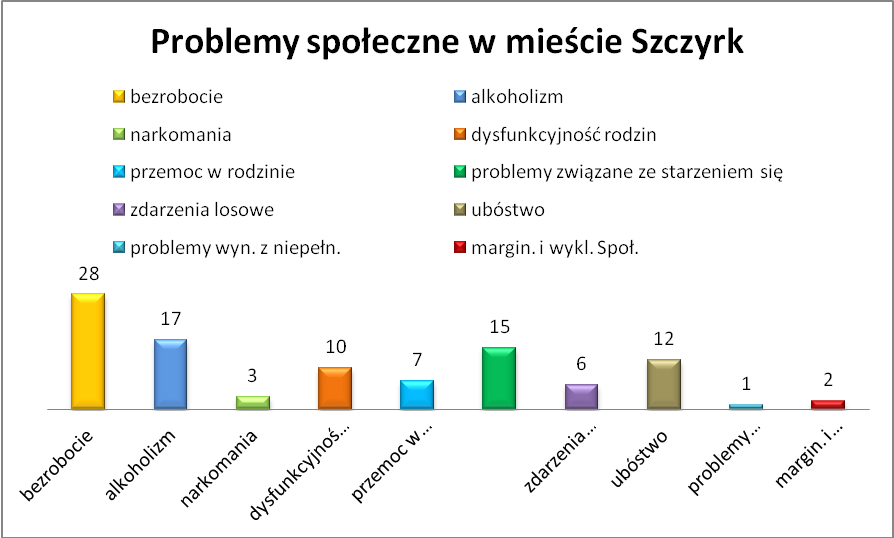 Problemy społeczne w mieście Szczyrk
bezrobocie
alkoholizm
narkomania
dysfunkcyjność rodzin
przemoc w rodzinie
problemy związane ze starzeniem się
zdarzenia losowe
ubóstwo
problemy wyn. z niepełn.
margin. i wykl. Społ.
28
17
3
10
7
15
6
12
1
2
bezrobocie
alkoholizm
narkomania
dysfunkcyjnoś...
przemoc w...
zdarzenia...
ubóstwo
problemy...
margin. i...